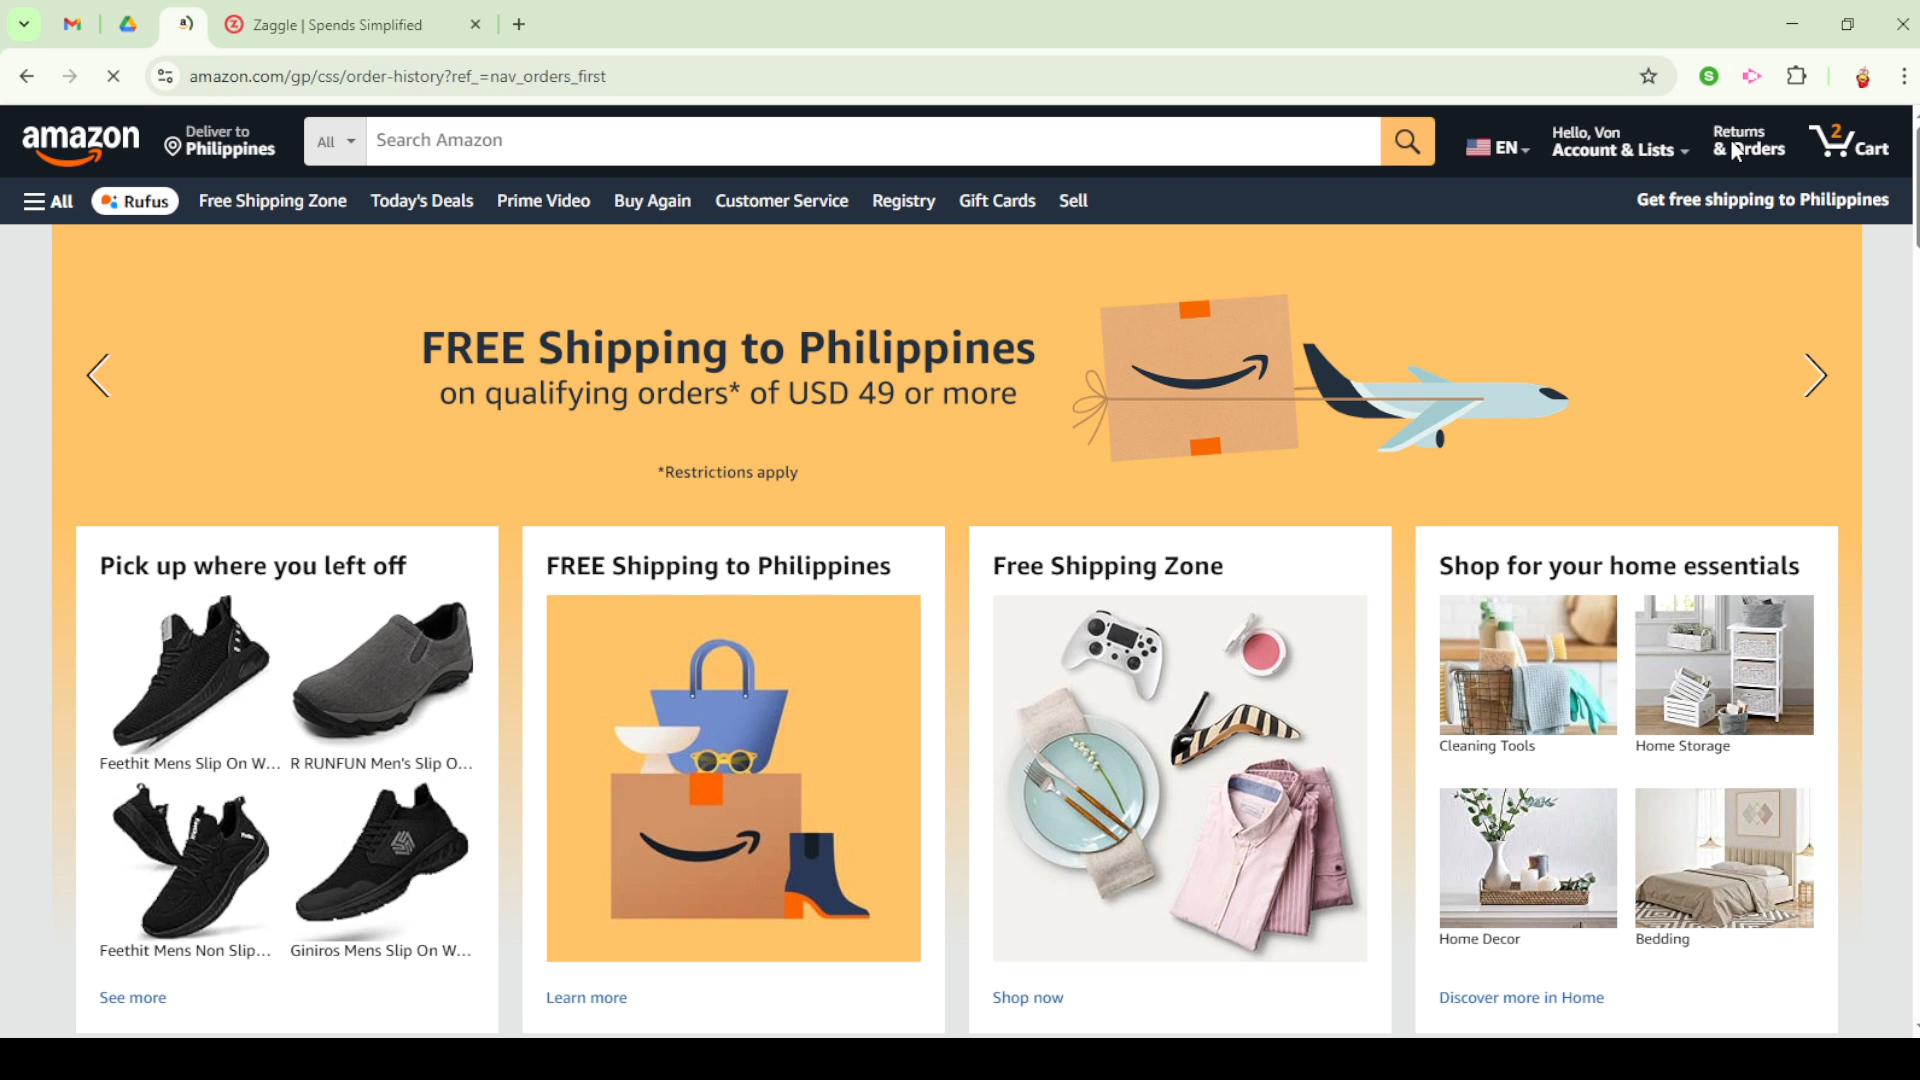 Zaggle | Spends Simplified
amazon.com/gp/css/order-history?ref_=nav_orders_first
S
amazon
Deliver to
Philippines
All
Search Amazon
EN
Hello, Von
Account & Lists
Returns
& Orders
2
Cart
All
Rufus
Free Shipping Zone
Today's Deals
Prime Video
Buy Again
Customer Service
Registry
Gift Cards
Sell
Get free shipping to Philippines
FREE Shipping to Philippines
on qualifying orders* of USD 49 or more
*Restrictions apply
Pick up where you left off
Feethit Mens Slip On W...
R RUNFUN Men's Slip O...
Feethit Mens Non Slip...
Giniros Mens Slip On W...
See more
FREE Shipping to Philippines
Learn more
Free Shipping Zone
Shop now
Shop for your home essentials
Cleaning Tools
Home Storage
Home Decor
Bedding
Discover more in Home